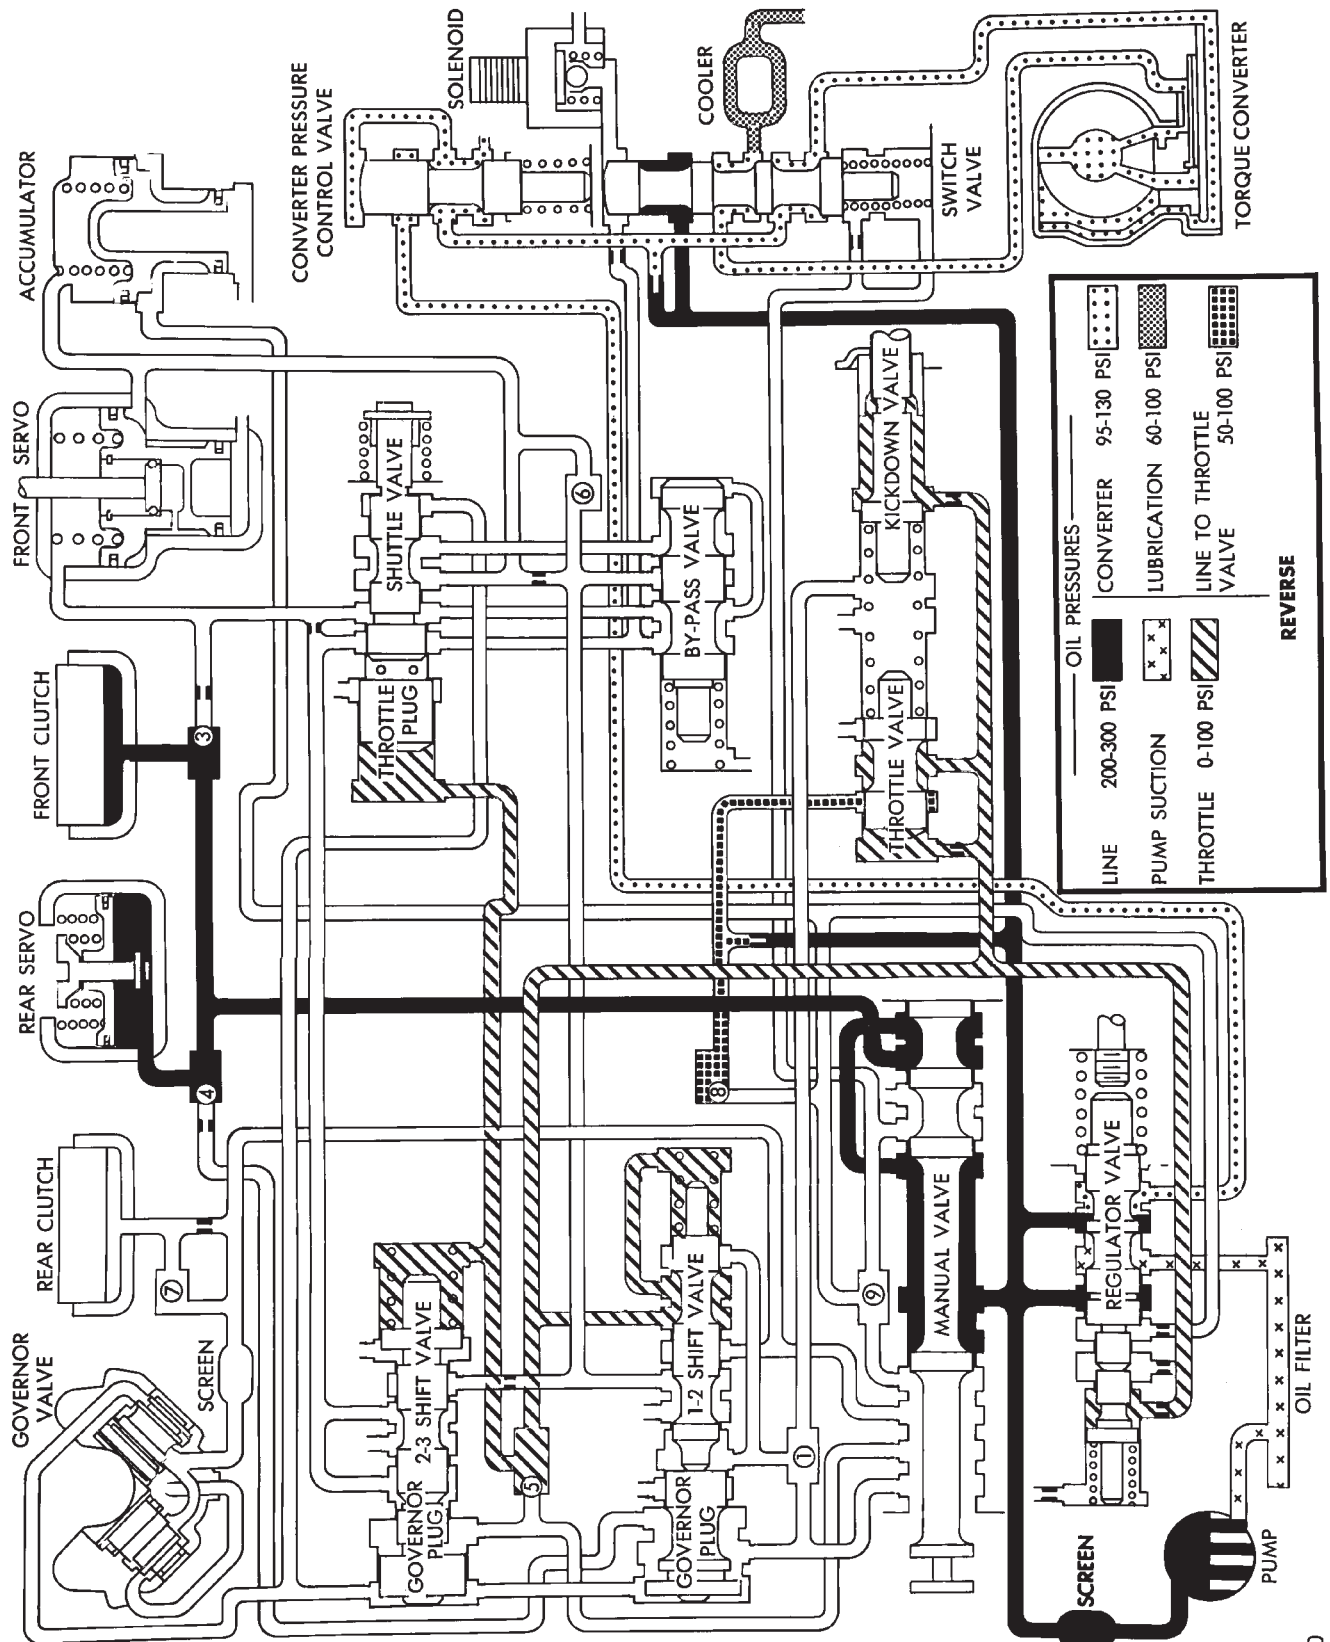 GOVERNOR
VALVE
REAR CLUTCH
REAR SERVO
FRONT CLUTCH
FRONT SERVO
ACCUMULATOR
SCREEN
7
4
3
CONVERTER PRESSURE
CONTROL VALVE
SOLENOID
GOVERNOR
PLUG
2-3 SHIFT VALVE
THROTTLE
PLUG
SHUTTLE VALVE
5
6
COOLER
GOVERNOR
PLUG
1-2 SHIFT VALVE
8
BY-PASS VALVE
1
9
THROTTLE VALVE
KICKDOWN VALVE
SWITCH
VALVE
MANUAL VALVE
REGULATOR VALVE
SCREEN
PUMP
OIL FILTER
TORQUE CONVERTER
OIL PRESSURES
LINE 200-300 PSI
CONVERTER 95-130 PSI
PUMP SUCTION
LUBRICATION 60-100 PSI
THROTTLE 0-100 PSI
LINE TO THROTTLE
VALVE 50-100 PSI
REVERSE